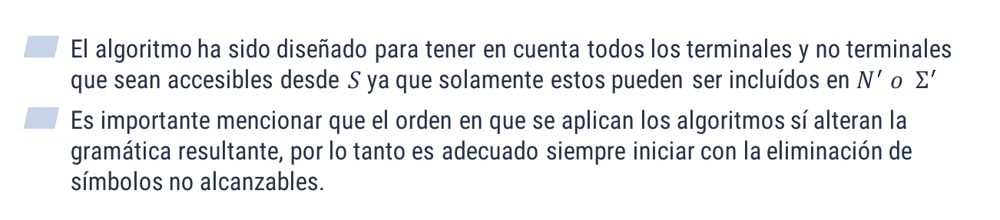 El algoritmo ha sido diseñado para tener en cuenta todos los terminales y no terminales
que sean accesibles desde S ya que solamente estos pueden ser incluídos en N′ o Σ′
Es importante mencionar que el orden en que se aplican los algoritmos sí alteran la
gramática resultante, por lo tanto es adecuado siempre iniciar con la eliminación de
símbolos no alcanzables.